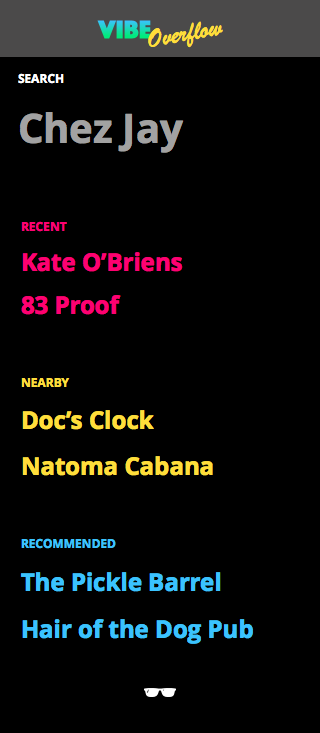 VIBE Overflow
SEARCH
Chez Jay
RECENT
Kate O’Briens
83 Proof
NEARBY
Doc’s Clock
Natoma Cabana
RECOMMENDED
The Pickle Barrel
Hair of the Dog Pub